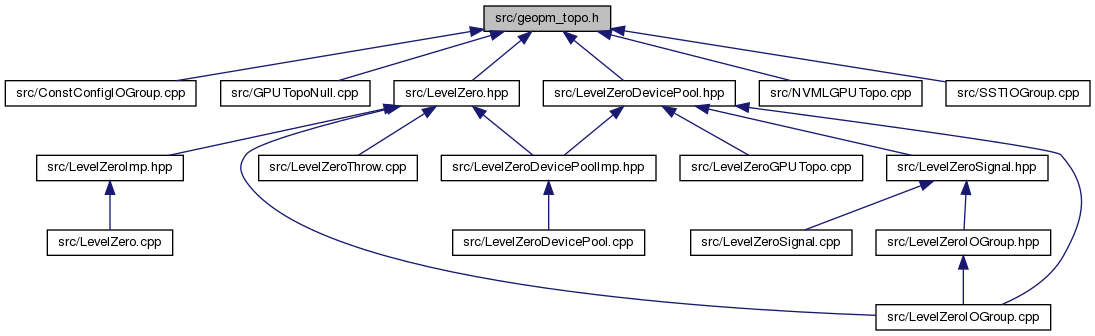 src/geopm_topo.h
src/ConstConfigIOGroup.cpp
src/GPUTopoNull.cpp
src/LevelZero.hpp
src/LevelZeroDevicePool.hpp
src/NVMLGPUTopo.cpp
src/SSTIOGroup.cpp
src/LevelZeroImp.hpp
src/LevelZeroThrow.cpp
src/LevelZeroDevicePoolImp.hpp
src/LevelZeroGPUTopo.cpp
src/LevelZeroSignal.hpp
src/LevelZero.cpp
src/LevelZeroDevicePool.cpp
src/LevelZeroSignal.cpp
src/LevelZeroIOGroup.hpp
src/LevelZeroIOGroup.cpp